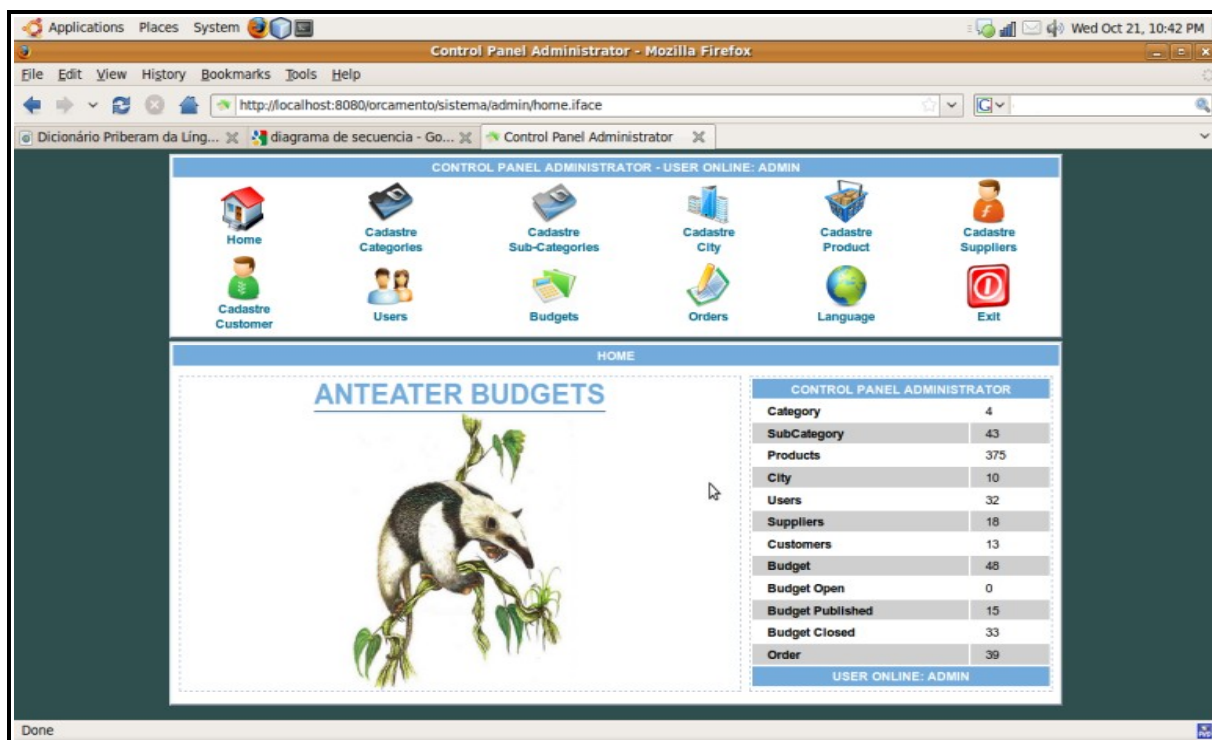 Applications Places System
Wed Oct 21, 10:42 PM
Control Panel Administrator - Mozilla Firefox
File Edit View History Bookmarks Tools Help
http://localhost:8080/orcamento/sistema/admin/home.iface
Dicionário Priberam da Líng...
diagrama de secuencia - Go...
Control Panel Administrator
CONTROL PANEL ADMINISTRATOR - USER ONLINE: ADMIN
Home
Cadastre
Categories
Cadastre
Sub-Categories
Cadastre
City
Cadastre
Product
Cadastre
Suppliers
Cadastre
Customer
Users
Budgets
Orders
Language
Exit
HOME
ANTEATER BUDGETS
CONTROL PANEL ADMINISTRATOR
Category 4
SubCategory 43
Products 375
City 10
Users 32
Suppliers 18
Customers 13
Budget 48
Budget Open 0
Budget Published 15
Budget Closed 33
Order 39
USER ONLINE: ADMIN
Done